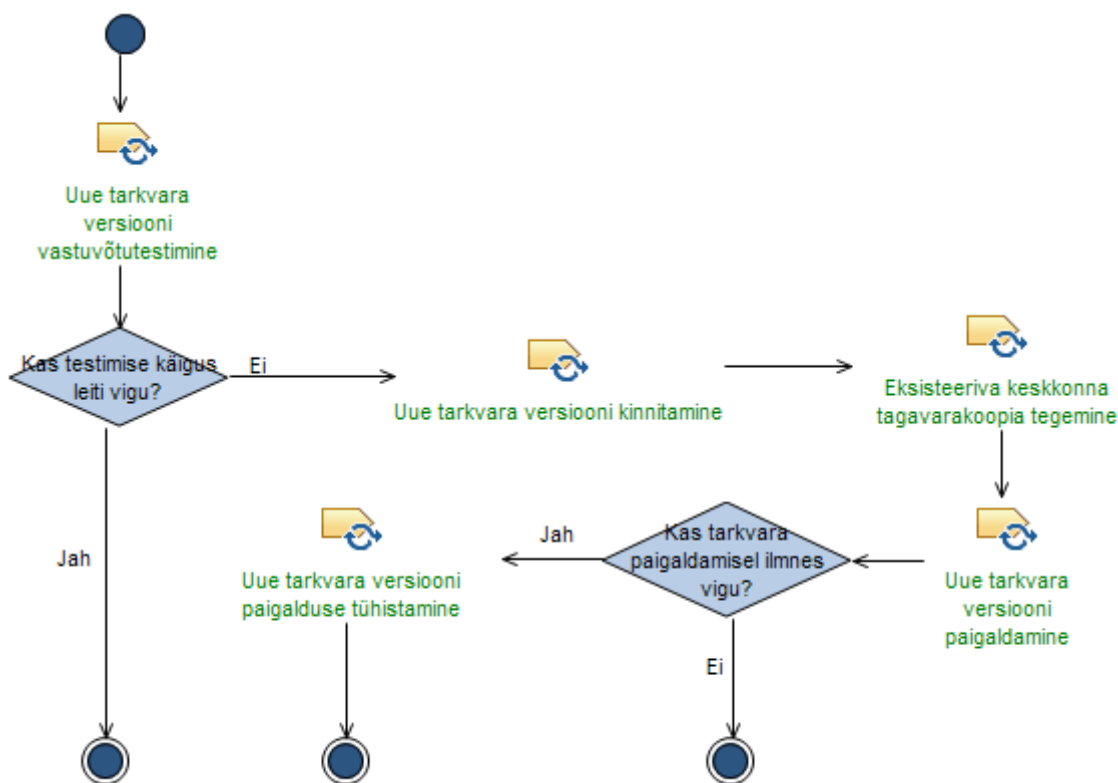 Uue tarkvara
versiooni
vastuvõtutestimine
Kas testimise käigus
leiti vigu?
Ei
Uue tarkvara versiooni kinnitamine
Eksisteeriva keskkonna
tagavarakoopia tegemine
Uue tarkvara
versiooni
paigaldamine
Kas tarkvara
paigaldamisel ilmnes
vigu?
Jah
Uue tarkvara versiooni
paigalduse tühistamine
Jah
Ei